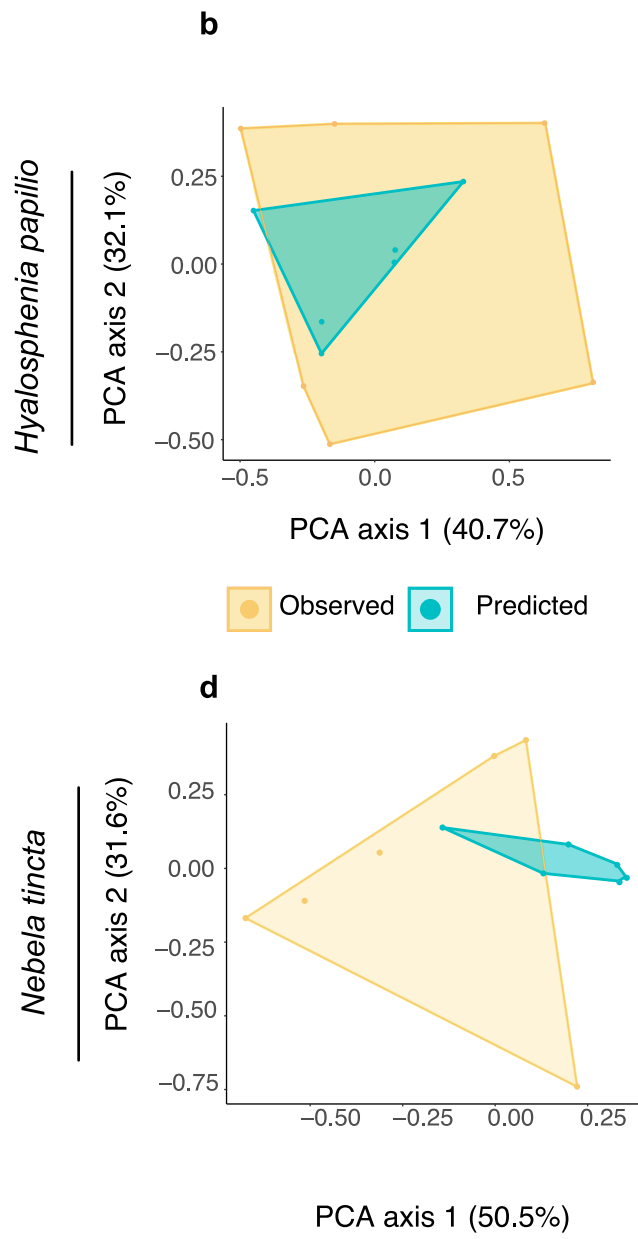 b
Hyalosphenia papilio
PCA axis 2 (32.1%)
0.25
0.00
−0.25
−0.50
−0.5 0.0 0.5
PCA axis 1 (40.7%)
Observed Predicted
d
Nebela tincta
PCA axis 2 (31.6%)
0.25
0.00
−0.25
−0.50
−0.75
−0.50 −0.25 0.00 0.25
PCA axis 1 (50.5%)